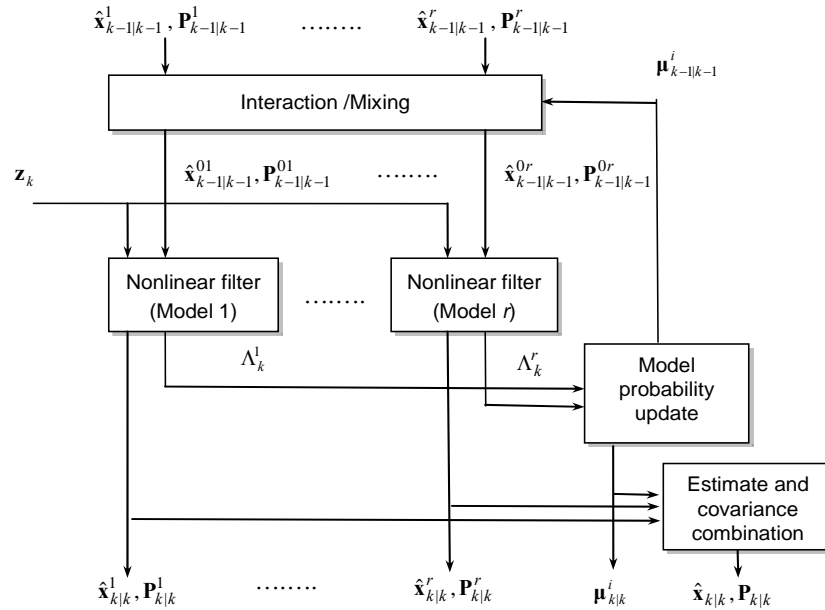 x̂¹ₖ₋₁|ₖ₋₁, P¹ₖ₋₁|ₖ₋₁ ........ x̂ʳₖ₋₁|ₖ₋₁, Pʳₖ₋₁|ₖ₋₁
μⁱₖ₋₁|ₖ₋₁
Interaction /Mixing
zₖ
x̂⁰¹ₖ₋₁|ₖ₋₁, P⁰¹ₖ₋₁|ₖ₋₁ ........ x̂⁰ʳₖ₋₁|ₖ₋₁, P⁰ʳₖ₋₁|ₖ₋₁
Nonlinear filter
(Model 1)
........
Nonlinear filter
(Model r)
Λ¹ₖ
Λʳₖ
Model
probability
update
Estimate and
covariance
combination
x̂¹ₖ|ₖ, P¹ₖ|ₖ ........ x̂ʳₖ|ₖ, Pʳₖ|ₖ μⁱₖ|ₖ x̂ₖ|ₖ, Pₖ|ₖ